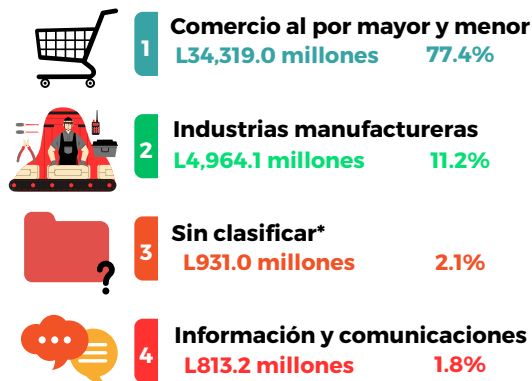 1
Comercio al por mayor y menor
L34,319.0 millones 77.4%
2
Industrias manufactureras
L4,964.1 millones 11.2%
3
Sin clasificar*
L931.0 millones 2.1%
?
4
Información y comunicaciones
L813.2 millones 1.8%